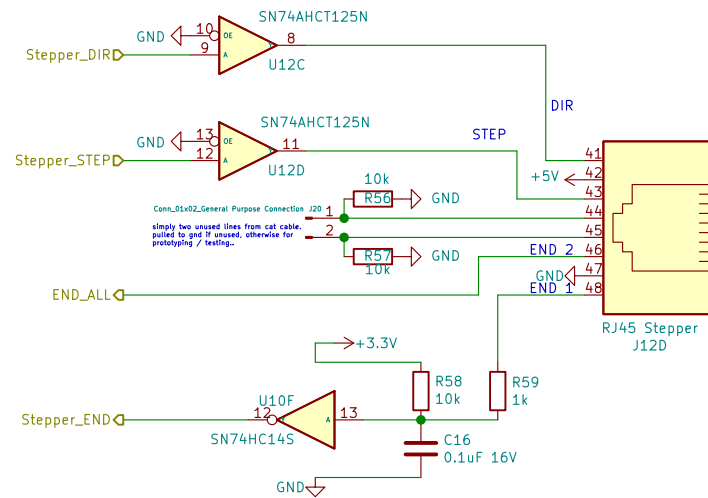 SN74AHCT125N
GND
10
OE
8
Stepper_DIR
9
A
U12C
DIR
SN74AHCT125N
GND
13
OE
STEP
11
Stepper_STEP
12
A
U12D
41
+5V
42
43
44
45
46
47
48
10k
R56
GND
Conn_01x02_General Purpose Connection J20
1
2
simply two unused lines from cat cable.
pulled to gnd if unused, otherwise for
prototyping / testing..
R57
GND
10k
END 2
GND
END 1
END_ALL
RJ45 Stepper
J12D
+3.3V
R58
10k
R59
1k
U10F
Stepper_END
12
A
13
SN74HC14S
C16
0.1uF 16V
GND